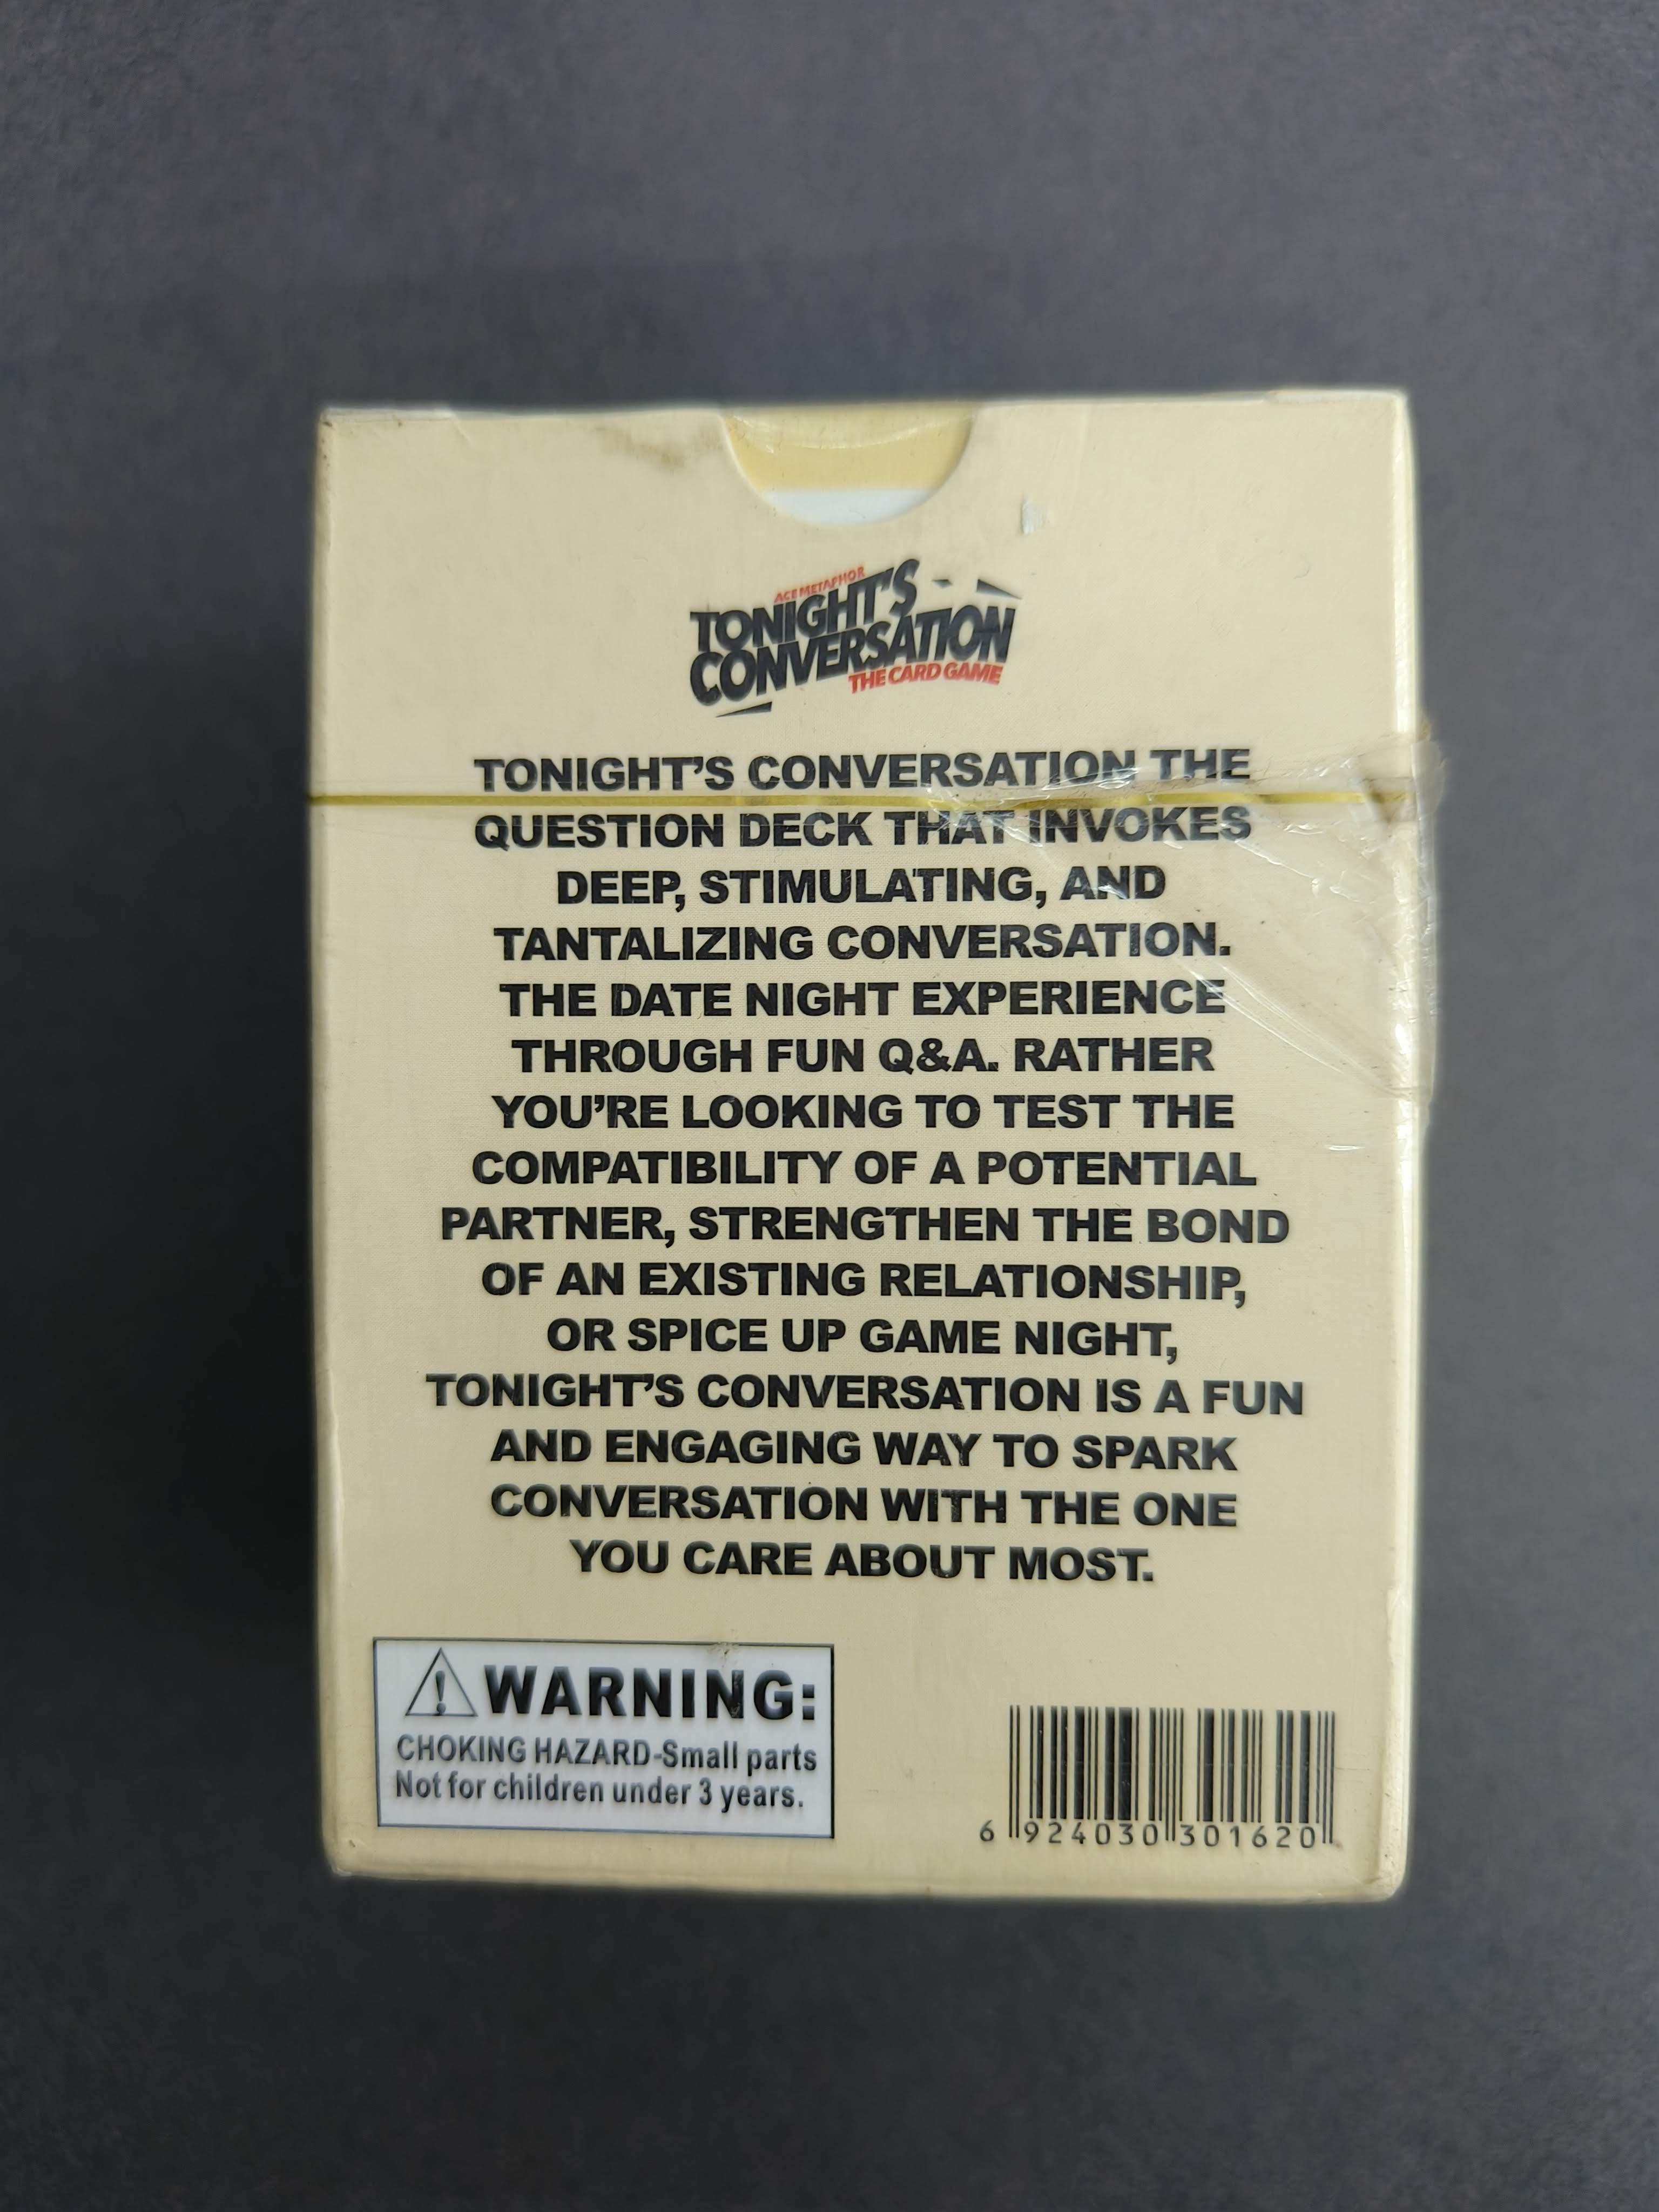 ACE METAPHOR
TONIGHT'S
CONVERSATION
THE CARD GAME
TONIGHT'S CONVERSATION THE
QUESTION DECK THAT INVOKES
DEEP, STIMULATING, AND
TANTALIZING CONVERSATION.
THE DATE NIGHT EXPERIENCE
THROUGH FUN Q&A. RATHER
YOU'RE LOOKING TO TEST THE
COMPATIBILITY OF A POTENTIAL
PARTNER, STRENGTHEN THE BOND
OF AN EXISTING RELATIONSHIP,
OR SPICE UP GAME NIGHT,
TONIGHT'S CONVERSATION IS A FUN
AND ENGAGING WAY TO SPARK
CONVERSATION WITH THE ONE
YOU CARE ABOUT MOST.
WARNING:
CHOKING HAZARD-Small parts
Not for children under 3 years.
6 924030 301620